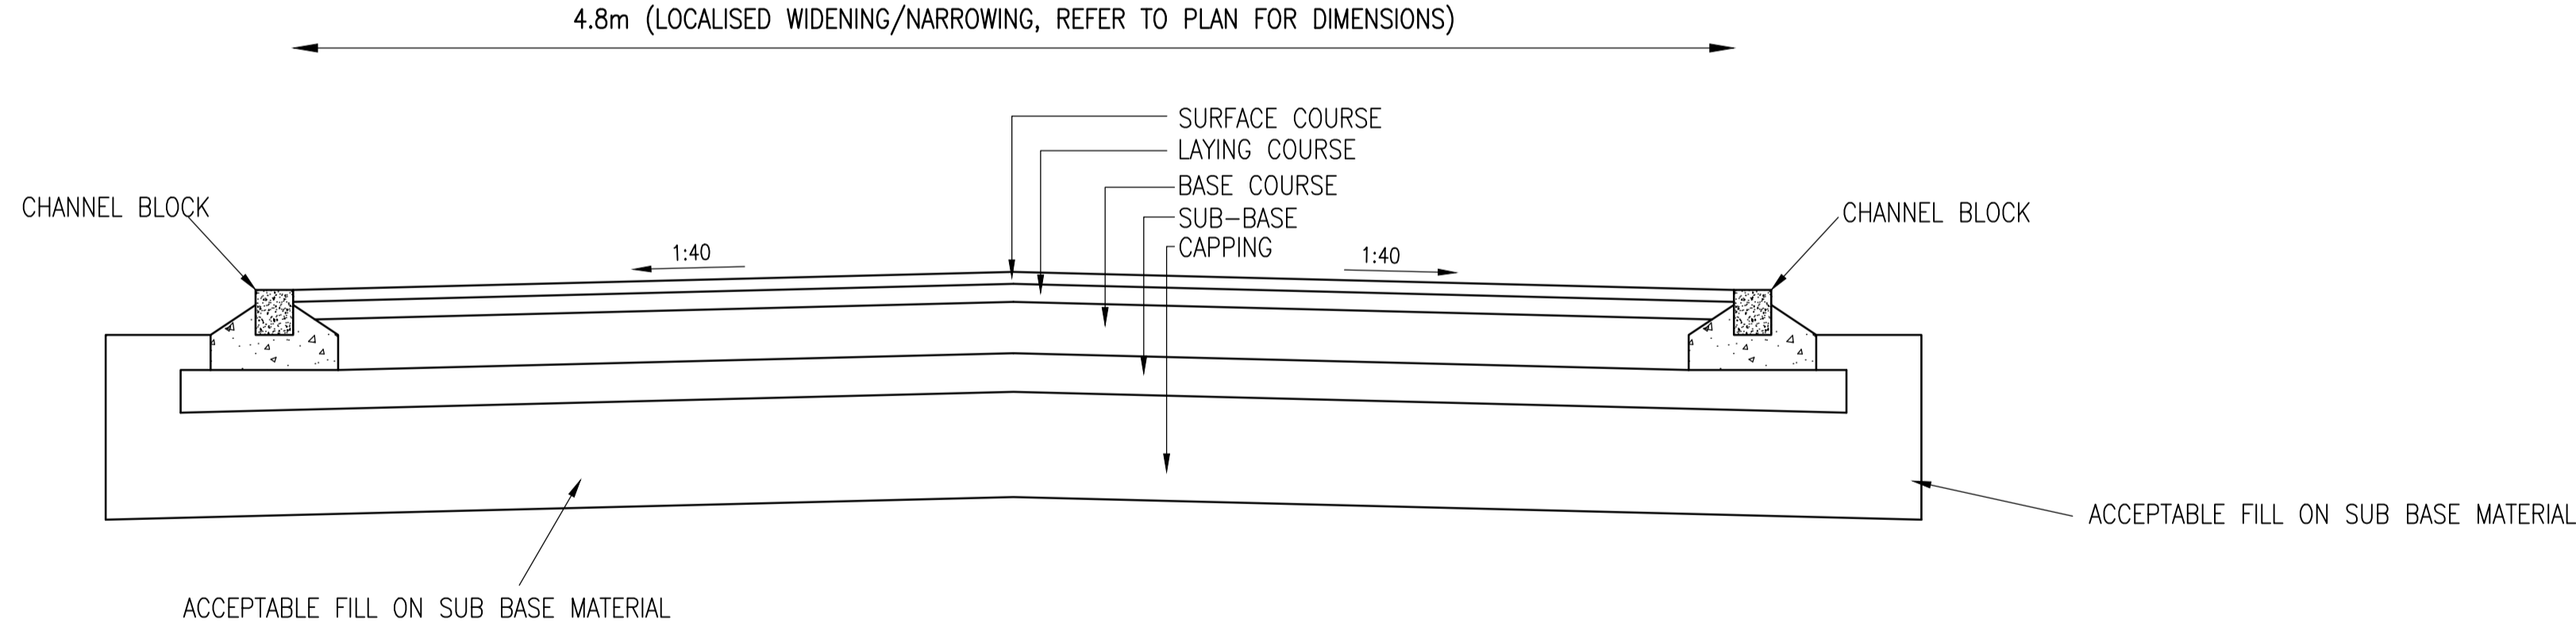 4.8m (LOCALISED WIDENING/NARROWING, REFER TO PLAN FOR DIMENSIONS)
SURFACE COURSE
LAYING COURSE
BASE COURSE
SUB-BASE
CAPPING
CHANNEL BLOCK
CHANNEL BLOCK
1:40
1:40
ACCEPTABLE FILL ON SUB BASE MATERIAL
ACCEPTABLE FILL ON SUB BASE MATERIAL